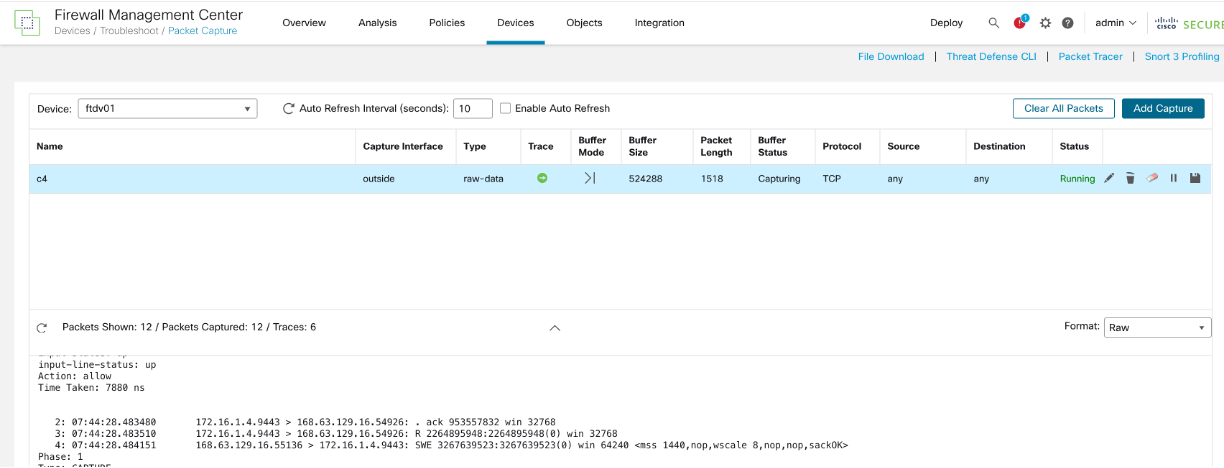 Firewall Management Center
Devices / Troubleshoot / Packet Capture
Overview Analysis Policies Devices Objects Integration Deploy 1 admin cisco SECURE
File Download | Threat Defense CLI | Packet Tracer | Snort 3 Profiling
Device: ftdv01 Auto Refresh Interval (seconds): 10 Enable Auto Refresh Clear All Packets Add Capture
Name Capture Interface Type Trace Buffer Mode Buffer Size Packet Length Buffer Status Protocol Source Destination Status
c4 outside raw-data 524288 1518 Capturing TCP any any Running
Packets Shown: 12 / Packets Captured: 12 / Traces: 6 Format: Raw
input-line-status: up
Action: allow
Time Taken: 7880 ns
2: 07:44:28.483480 172.16.1.4.9443 > 168.63.129.16.54926: . ack 953557832 win 32768
3: 07:44:28.483510 172.16.1.4.9443 > 168.63.129.16.54926: R 2264895948:2264895948(0) win 32768
4: 07:44:28.484151 168.63.129.16.55136 > 172.16.1.4.9443: SWE 3267639523:3267639523(0) win 64240 <mss 1440,nop,wscale 8,nop,nop,sackOK>
Phase: 1
Type: CAPTURE